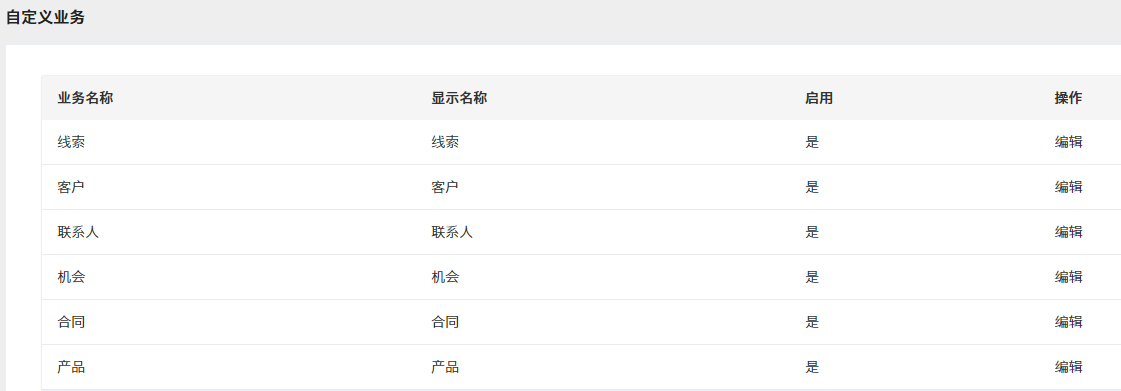 自定义业务
业务名称 显示名称 启用 操作
线索 线索 是 编辑
客户 客户 是 编辑
联系人 联系人 是 编辑
机会 机会 是 编辑
合同 合同 是 编辑
产品 产品 是 编辑